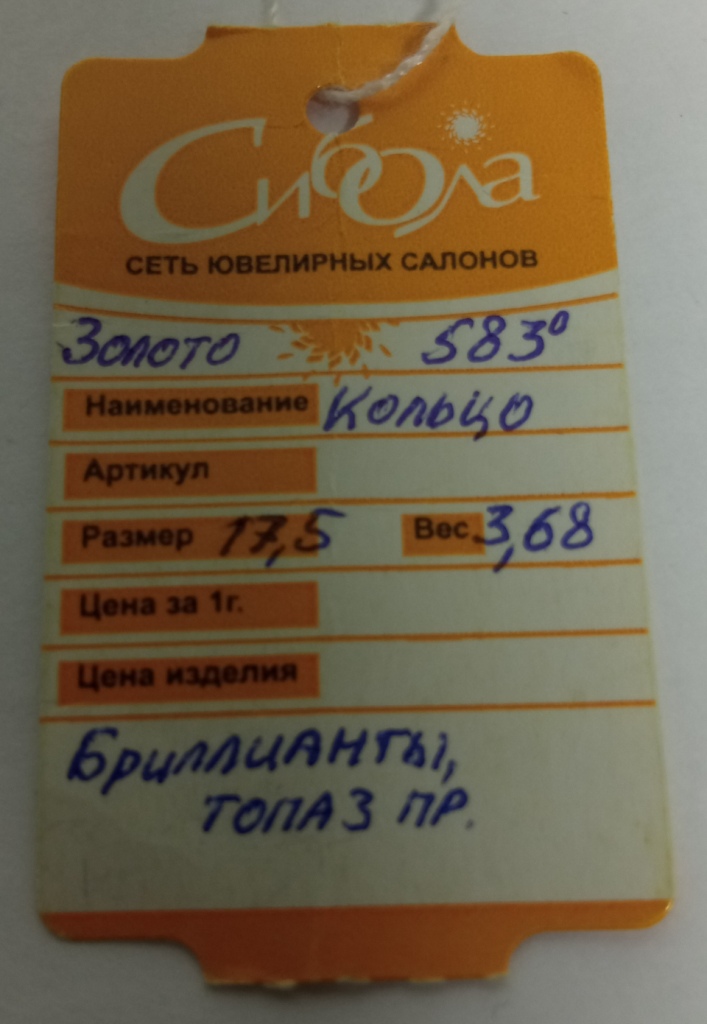 Сибола
СЕТЬ ЮВЕЛИРНЫХ САЛОНОВ
Золото 583°
Наименование Кольцо
Артикул
Размер 17,5 Вес 3,68
Цена за 1г.
Цена изделия
Бриллианты,
топаз пр.